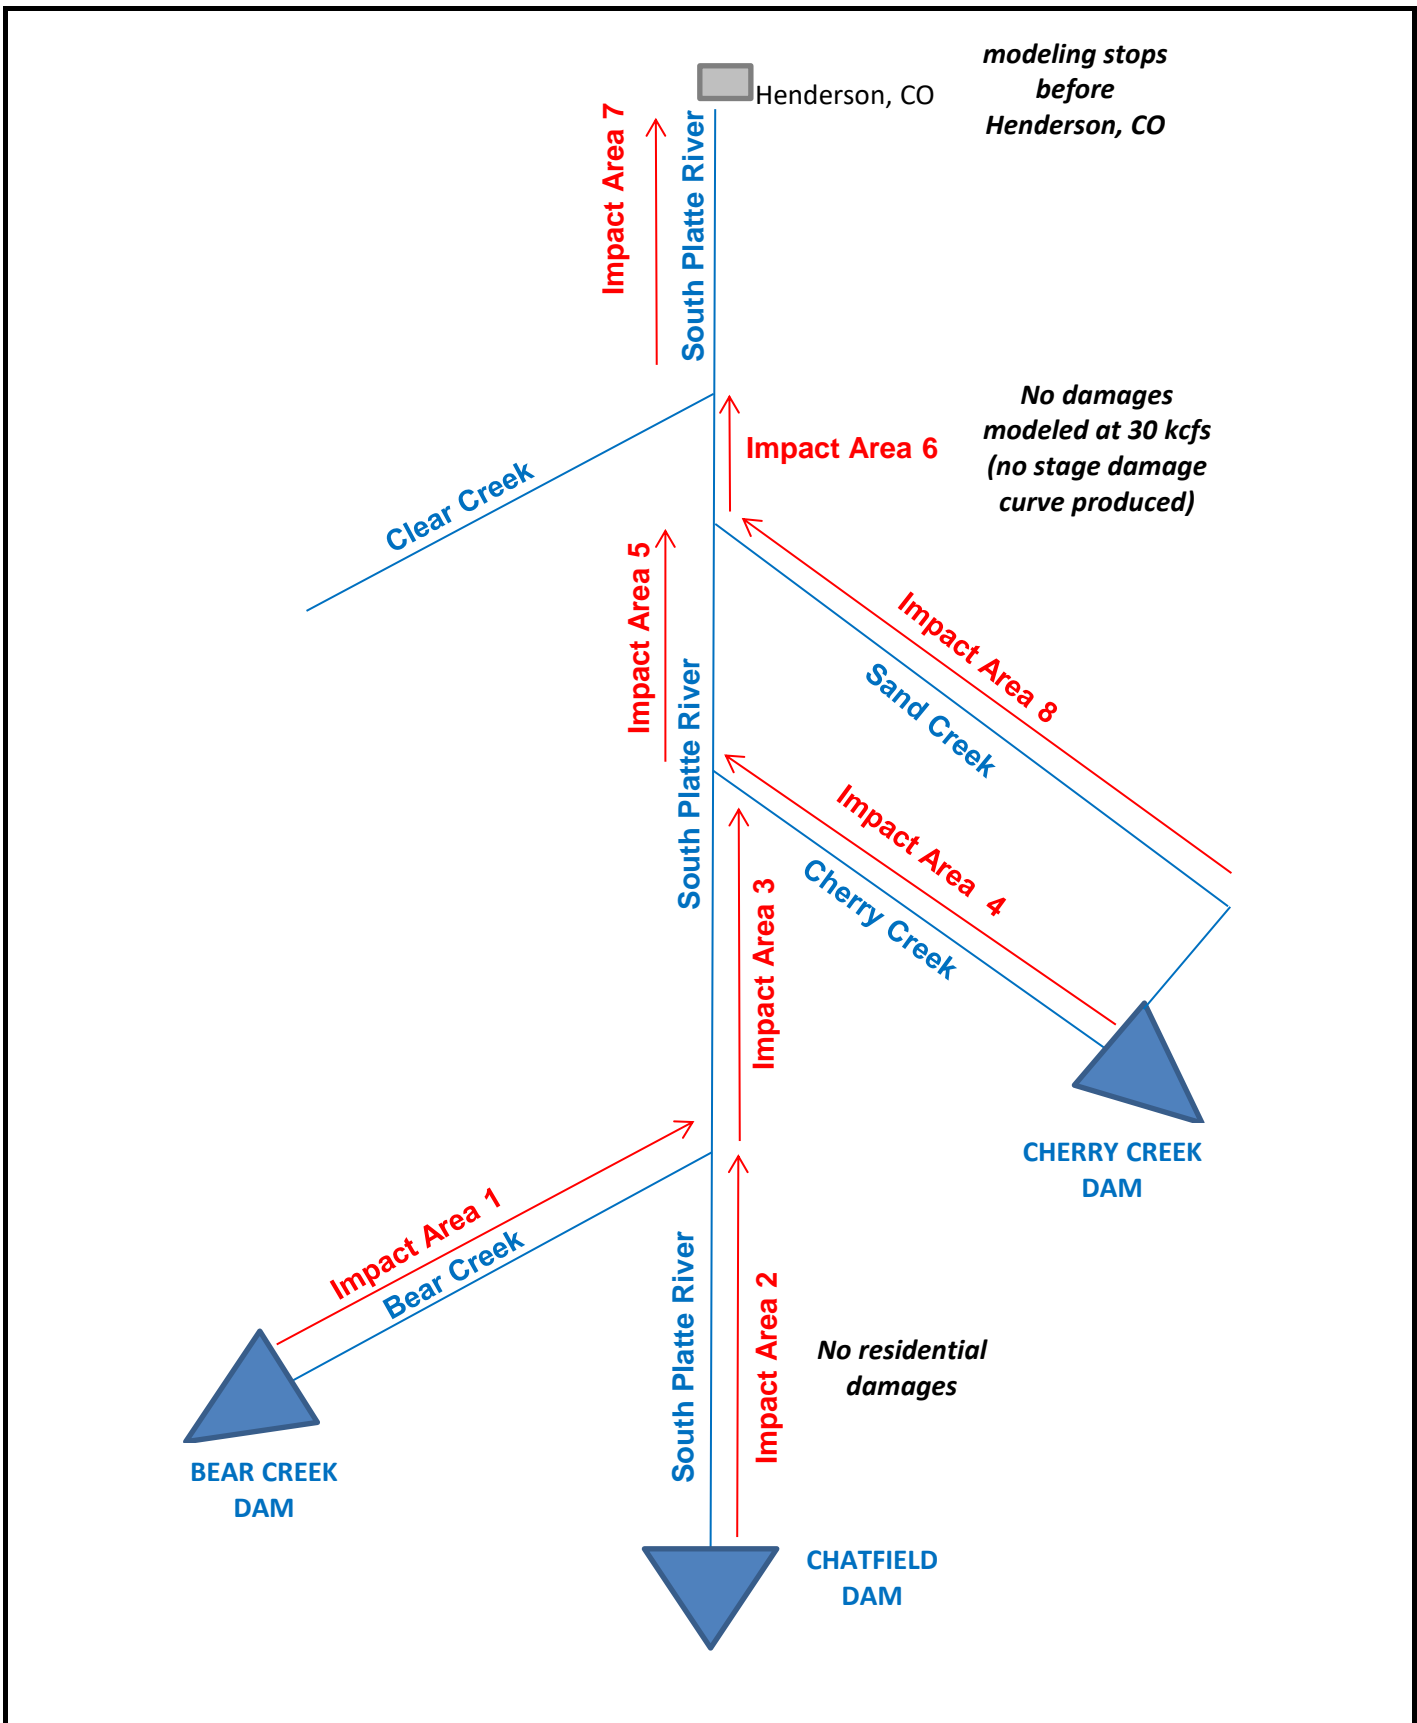 modeling stops
before
Henderson, CO
Henderson, CO
Impact Area 7
South Platte River
No damages
modeled at 30 kcfs
(no stage damage
curve produced)
Impact Area 6
Clear Creek
Impact Area 5
Impact Area 8
Sand Creek
South Platte River
Impact Area 4
Cherry Creek
Impact Area 3
CHERRY CREEK
DAM
Impact Area 1
Bear Creek
South Platte River
Impact Area 2
No residential
damages
BEAR CREEK
DAM
CHATFIELD
DAM